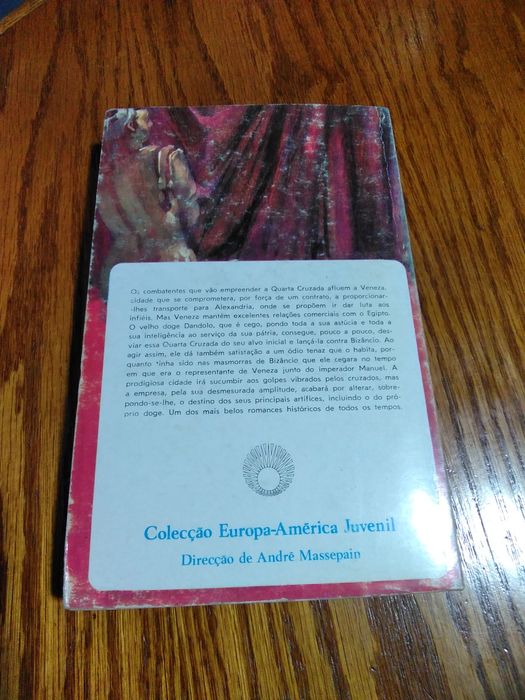 Os combatentes que vão empreender a Quarta Cruzada afluem a Veneza,
cidade que se comprometera, por força de um contrato, a proporcionar-
-lhes transporte para Alexandria, onde se propõem ir dar luta aos
infiéis. Mas Veneza mantém excelentes relações comerciais com o Egipto.
O velho doge Dandolo, que é cego, pondo toda a sua astúcia e toda a
sua inteligência ao serviço da sua pátria, consegue, pouco a pouco, des-
viar essa Quarta Cruzada do seu alvo inicial e lançá-la contra Bizâncio. Ao
agir assim, ele dá também satisfação a um ódio tenaz que o habita, por-
quanto tinha sido nas masmorras de Bizâncio que ele cegara no tempo
em que era o representante de Veneza junto do imperador Manuel. A
prodigiosa cidade irá sucumbir aos golpes vibrados pelos cruzados, mas
a empresa, pela sua desmesurada amplitude, acabará por alterar, sobre-
pondo-se-lhe, o destino dos seus principais artífices, incluindo o do pró-
prio doge. Um dos mais belos romances históricos de todos os tempos.
Colecção Europa-América Juvenil
Direcção de André Massepain